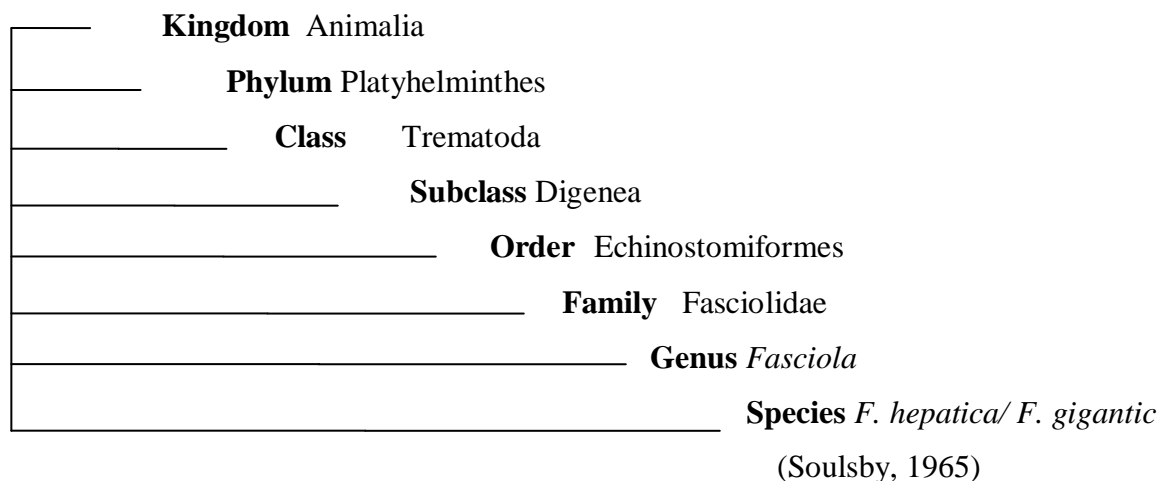 Kingdom Animalia
Phylum Platyhelminthes
Class Trematoda
Subclass Digenea
Order Echinostomiformes
Family Fasciolidae
Genus Fasciola
Species F. hepatica/ F. gigantic
(Soulsby, 1965)